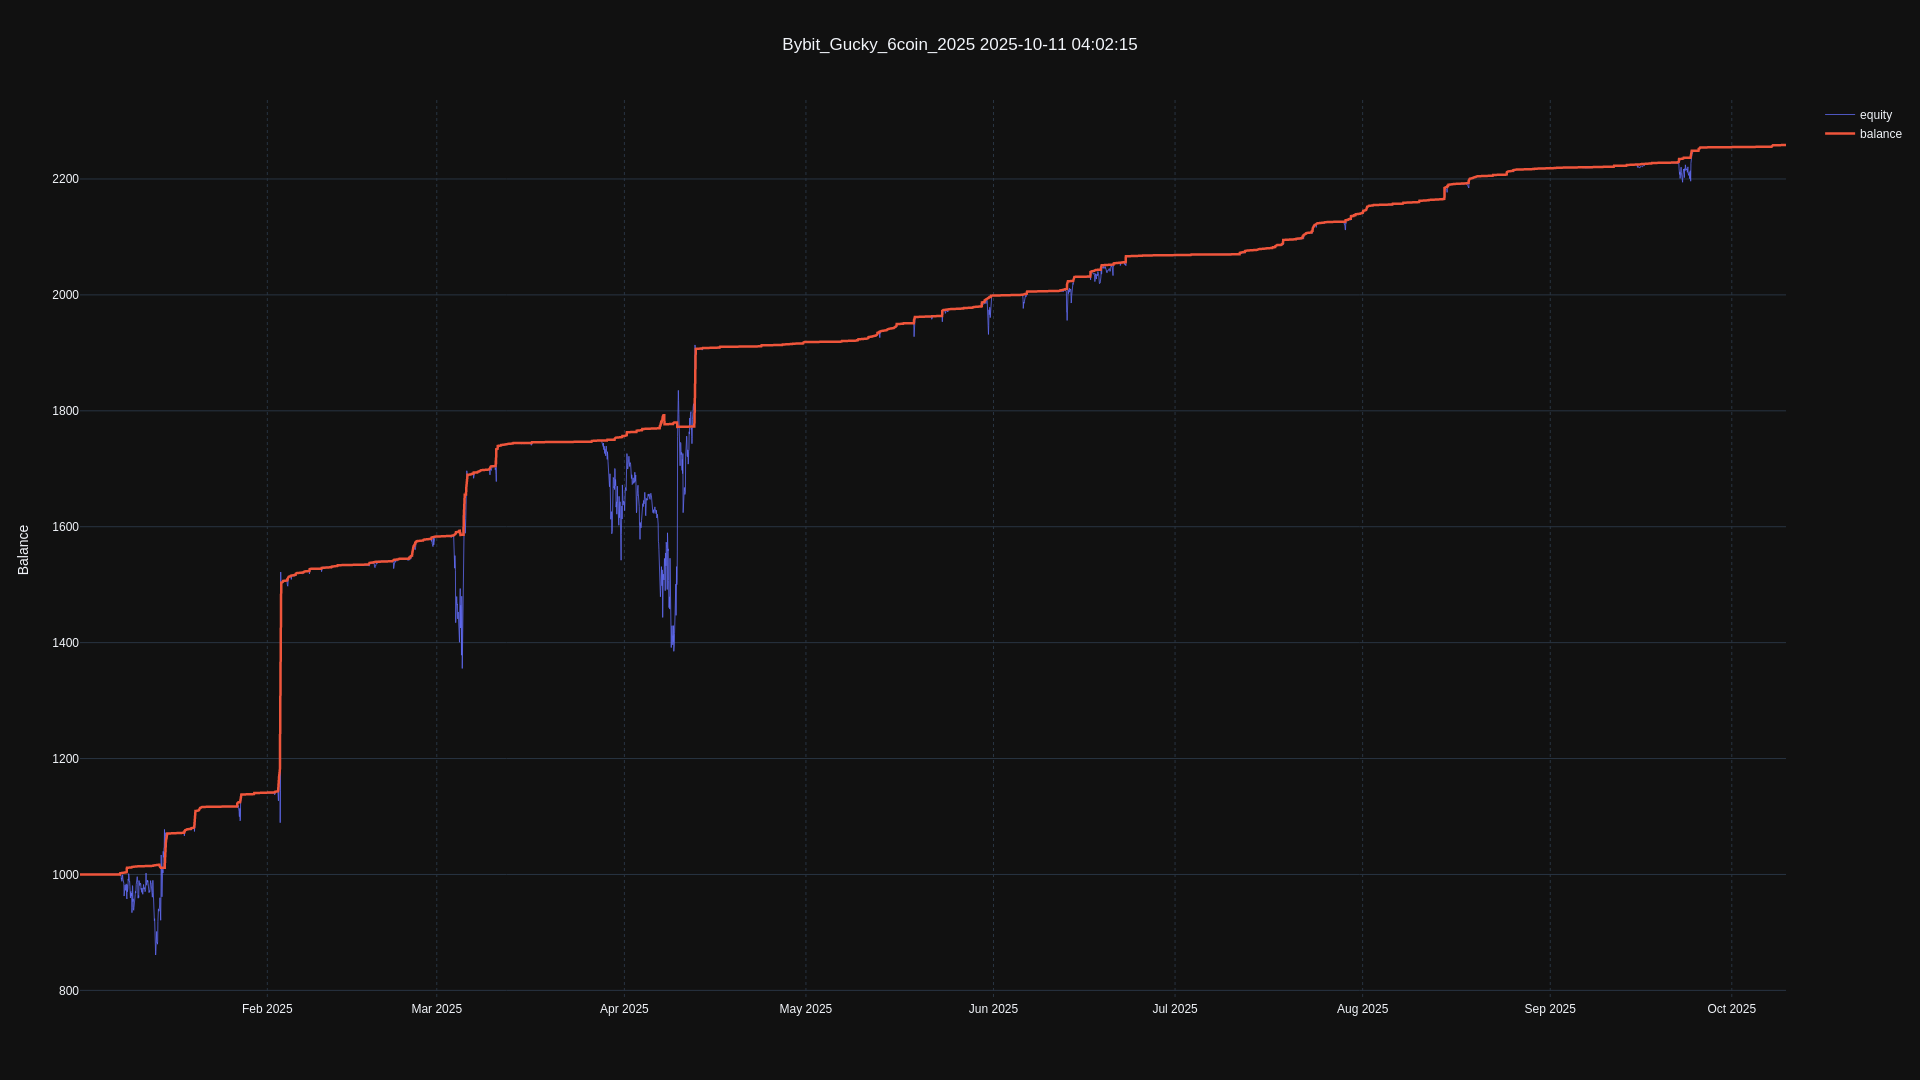 Bybit_Gucky_6coin_2025 2025-10-11 04:02:15
equity
balance
Balance
2200
2000
1800
1600
1400
1200
1000
800
Feb 2025
Mar 2025
Apr 2025
May 2025
Jun 2025
Jul 2025
Aug 2025
Sep 2025
Oct 2025